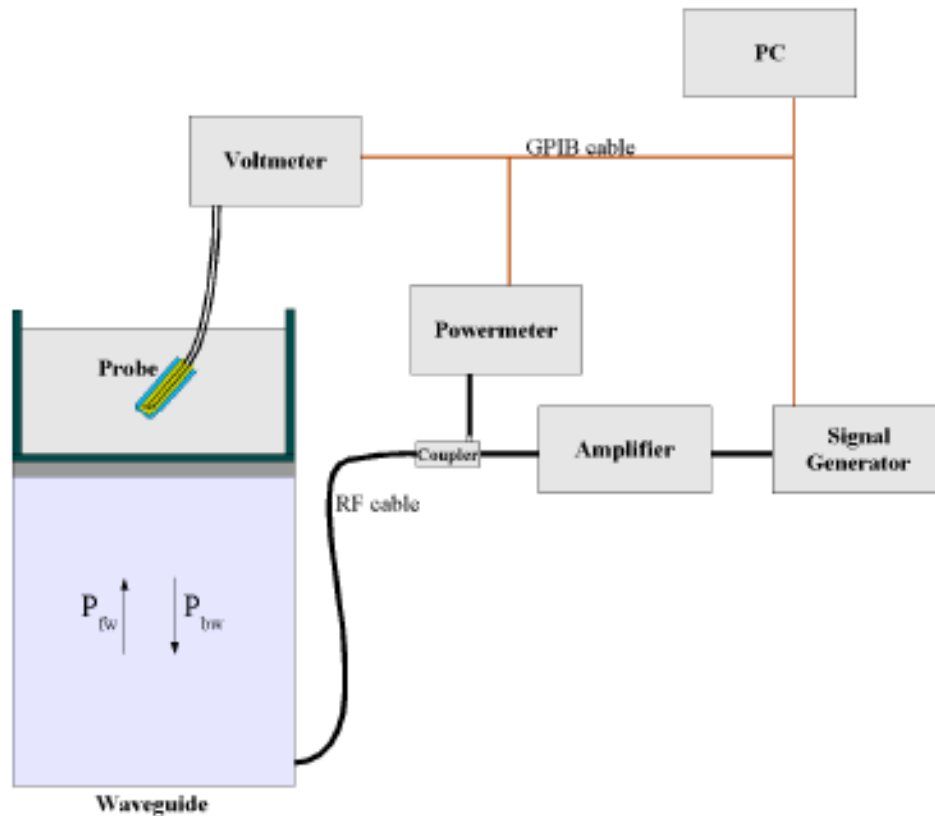 PC
Voltmeter
GPIB cable
Powermeter
Probe
Coupler
Amplifier
Signal
Generator
RF cable
P fw
P bw
Waveguide